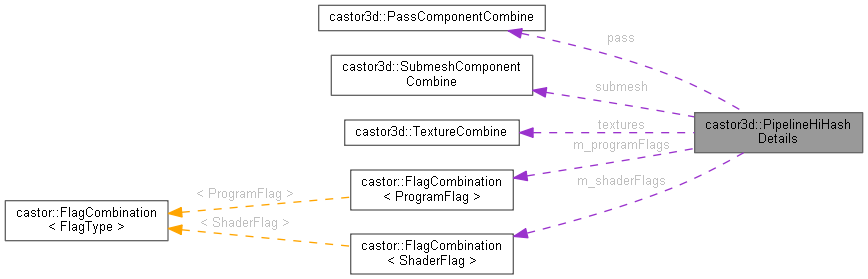 castor3d::PassComponentCombine
pass
castor3d::SubmeshComponent
Combine
submesh
castor3d::PipelineHiHash
Details
castor3d::TextureCombine
textures
m_programFlags
castor::FlagCombination
< ProgramFlag >
m_shaderFlags
< ProgramFlag >
castor::FlagCombination
< FlagType >
< ShaderFlag >
castor::FlagCombination
< ShaderFlag >